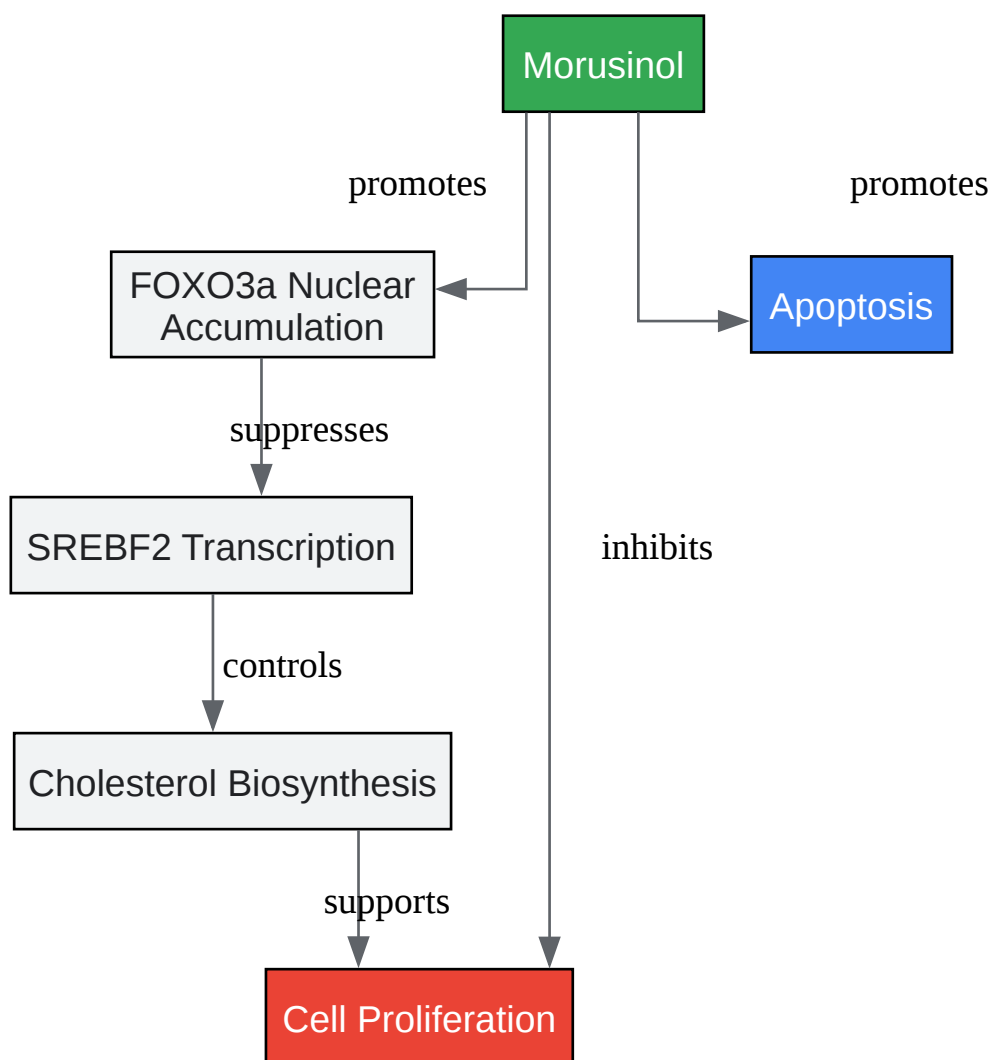 Morusinol
promotes
promotes
FOXO3a Nuclear
Accumulation
Apoptosis
suppresses
SREBF2 Transcription
inhibits
controls
Cholesterol Biosynthesis
supports
Cell Proliferation